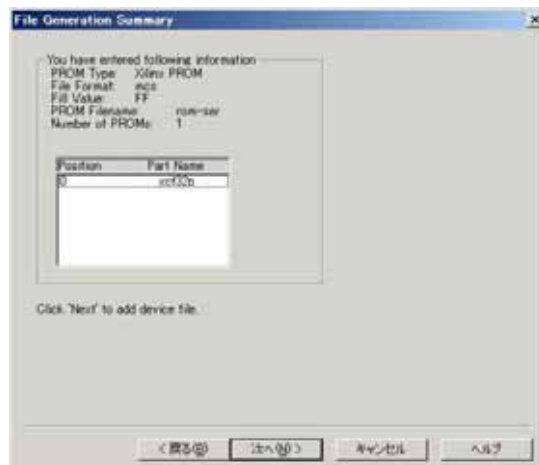 File Generation Summary
You have entered following information
PROM Type: Xilinx PROM
File Format: mcs
Fill Value: FF
PROM Filename: rom-ser
Number of PROMs: 1
Position Part Name
0 xcf32p
Click 'Next' to add device file.
< 戻る(B) 次へ(N) > キャンセル ヘルプ